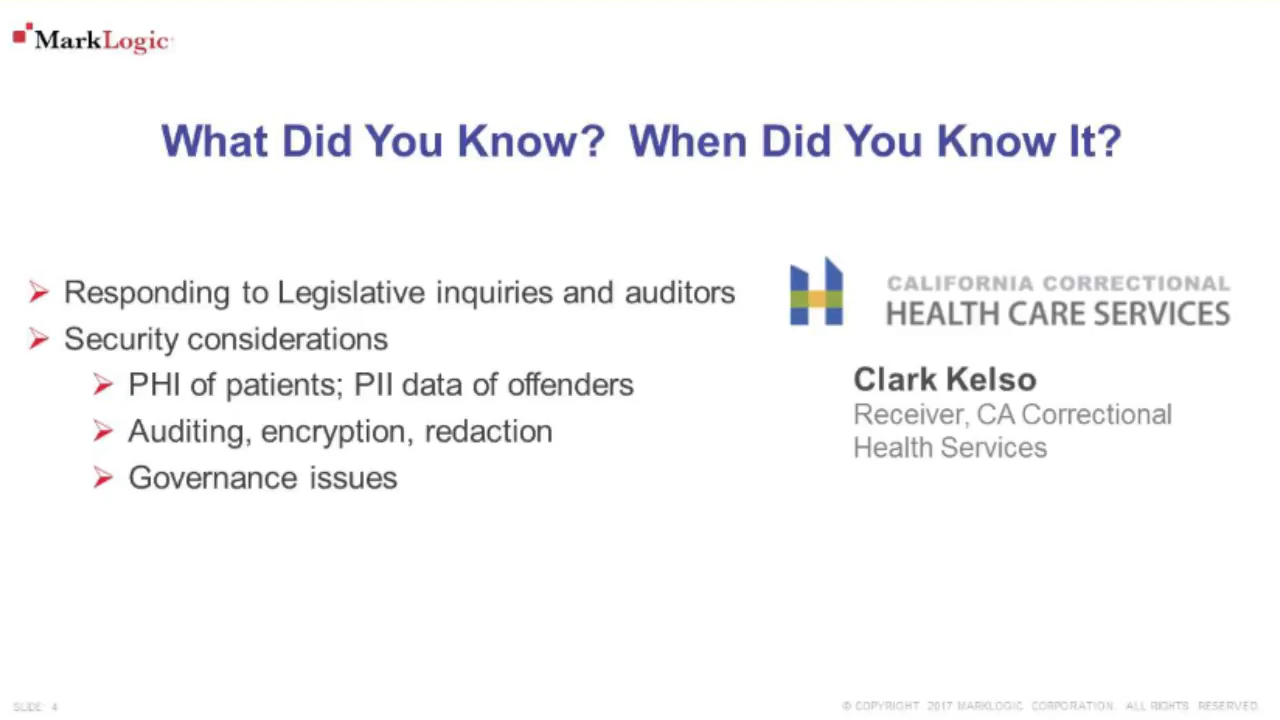 MarkLogic
What Did You Know? When Did You Know It?
Responding to Legislative inquiries and auditors
Security considerations
PHI of patients; PII data of offenders
Auditing, encryption, redaction
Governance issues
CALIFORNIA CORRECTIONAL
HEALTH CARE SERVICES
Clark Kelso
Receiver, CA Correctional
Health Services
SLIDE: 4
© COPYRIGHT 2017 MARKLOGIC CORPORATION. ALL RIGHTS RESERVED.